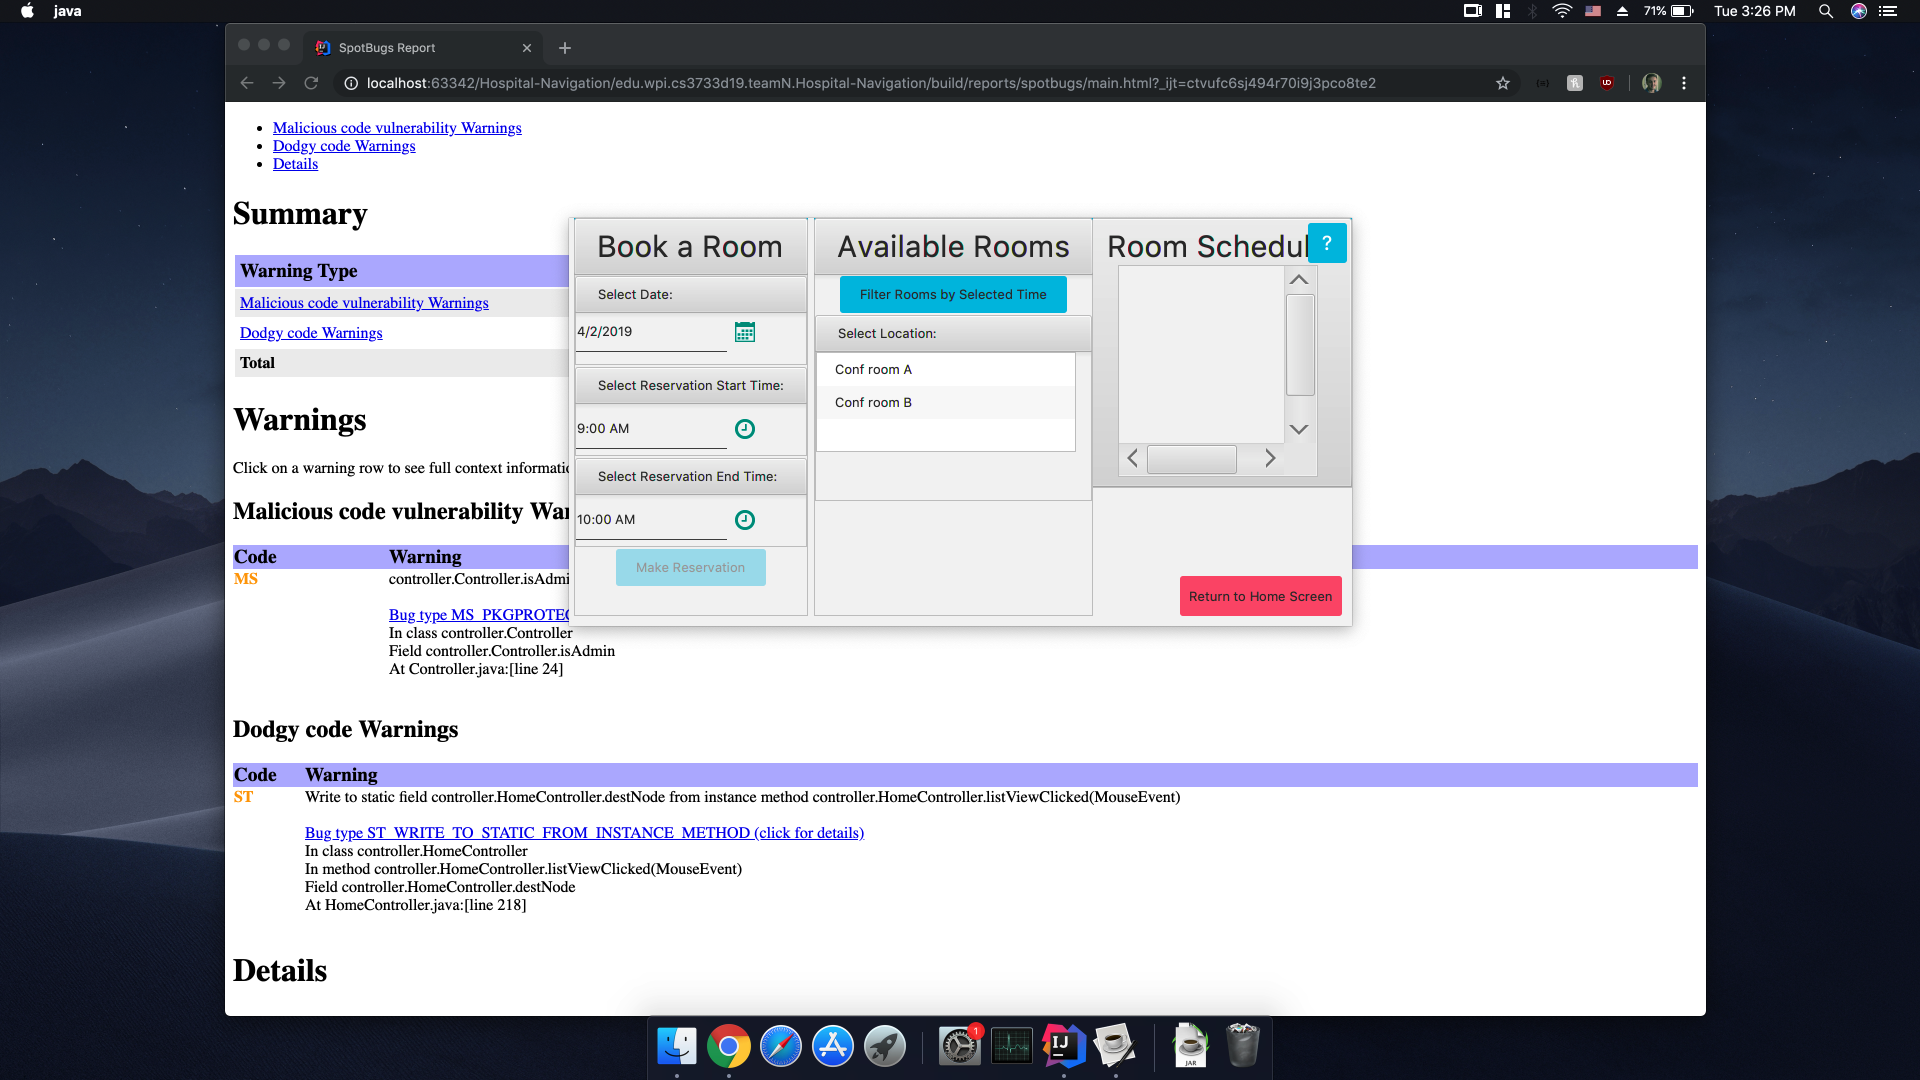 java
71%
Tue 3:26 PM
SpotBugs Report
localhost:63342/Hospital-Navigation/edu.wpi.cs3733d19.teamN.Hospital-Navigation/build/reports/spotbugs/main.html?_ijt=ctvufc6sj494r70i9j3pco8te2
Malicious code vulnerability Warnings
Dodgy code Warnings
Details
Summary
Warning Type
Malicious code vulnerability Warnings
Dodgy code Warnings
Total
Warnings
Click on a warning row to see full context informatio
Malicious code vulnerability Wa
Code Warning
MS controller.Controller.isAdmi
Bug type MS_PKGPROTEC
In class controller.Controller
Field controller.Controller.isAdmin
At Controller.java:[line 24]
Book a Room
Select Date:
4/2/2019
Select Reservation Start Time:
9:00 AM
Select Reservation End Time:
10:00 AM
Make Reservation
Available Rooms
Filter Rooms by Selected Time
Select Location:
Conf room A
Conf room B
Room Schedul
?
Return to Home Screen
Dodgy code Warnings
Code Warning
ST Write to static field controller.HomeController.destNode from instance method controller.HomeController.listViewClicked(MouseEvent)
Bug type ST_WRITE_TO_STATIC_FROM_INSTANCE_METHOD (click for details)
In class controller.HomeController
In method controller.HomeController.listViewClicked(MouseEvent)
Field controller.HomeController.destNode
At HomeController.java:[line 218]
Details
1
IJ
JAR